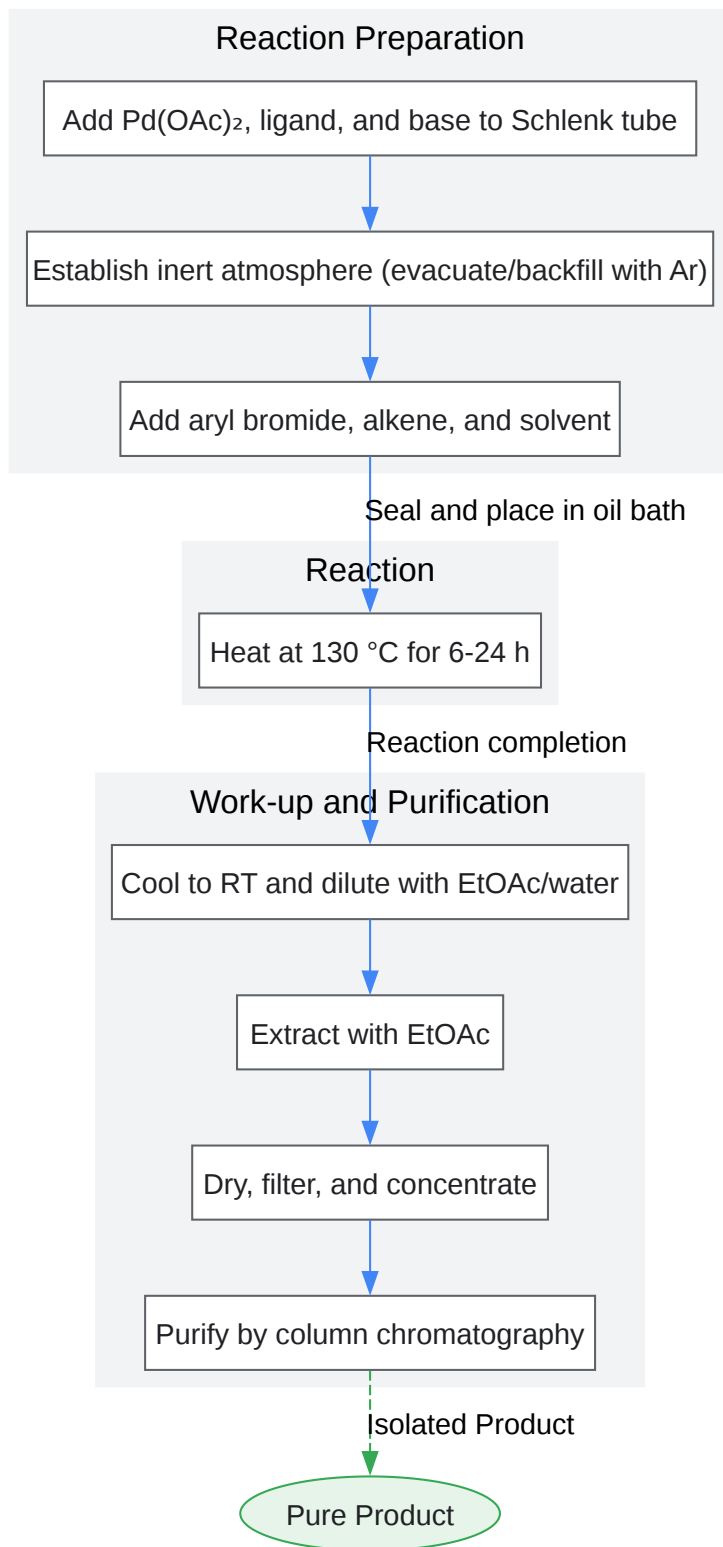 Reaction Preparation
Add Pd(OAc)₂, ligand, and base to Schlenk tube
Establish inert atmosphere (evacuate/backfill with Ar)
Add aryl bromide, alkene, and solvent
Seal and place in oil bath
Reaction
Heat at 130 °C for 6-24 h
Reaction completion
Work-up and Purification
Cool to RT and dilute with EtOAc/water
Extract with EtOAc
Dry, filter, and concentrate
Purify by column chromatography
Isolated Product
Pure Product